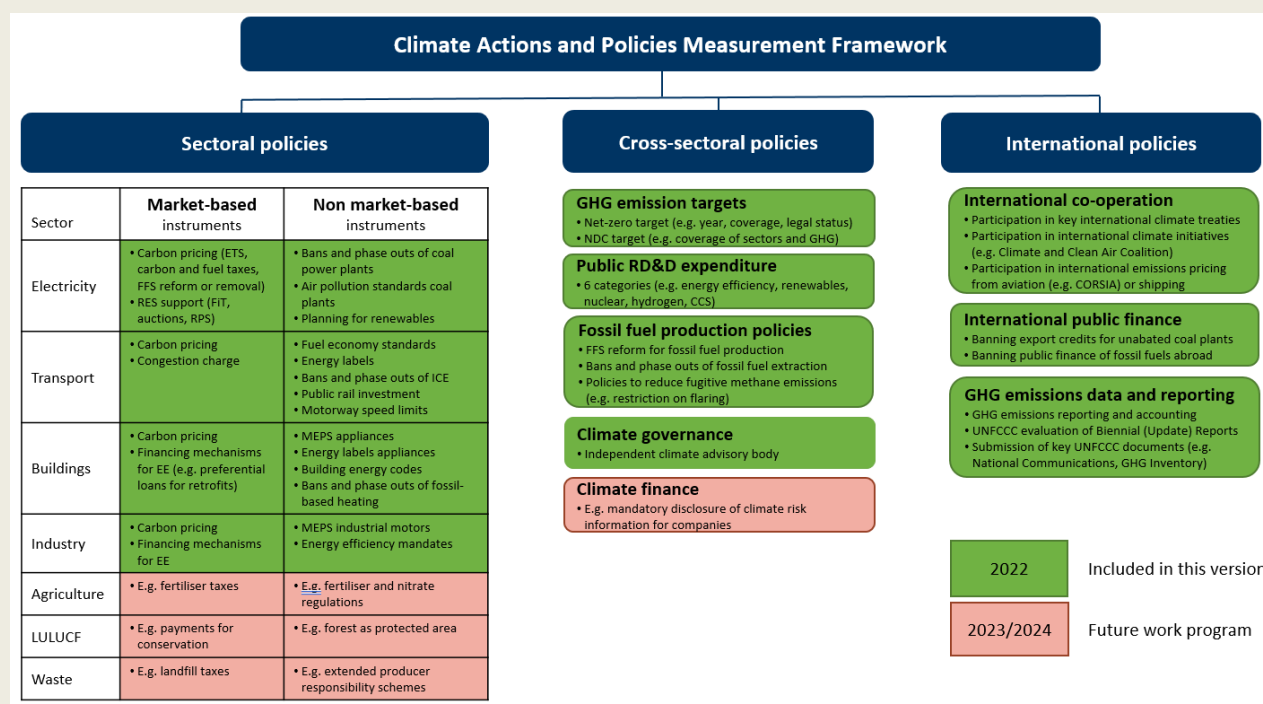 Climate Actions and Policies Measurement Framework
Sectoral policies
Sector
Market-based
instruments
Non market-based
instruments
Electricity
• Carbon pricing (ETS,
carbon and fuel taxes,
FFS reform or removal)
• RES support (FiT,
auctions, RPS)
• Bans and phase outs of coal
power plants
• Air pollution standards coal
plants
• Planning for renewables
Transport
• Carbon pricing
• Congestion charge
• Fuel economy standards
• Energy labels
• Bans and phase outs of ICE
• Public rail investment
• Motorway speed limits
Buildings
• Carbon pricing
• Financing mechanisms
for EE (e.g. preferential
loans for retrofits)
• MEPS appliances
• Energy labels appliances
• Building energy codes
• Bans and phase outs of fossil-
based heating
Industry
• Carbon pricing
• Financing mechanisms
for EE
• MEPS industrial motors
• Energy efficiency mandates
Agriculture
• E.g. fertiliser taxes
• E.g. fertiliser and nitrate
regulations
LULUCF
• E.g. payments for
conservation
• E.g. forest as protected area
Waste
• E.g. landfill taxes
• E.g. extended producer
responsibility schemes
Cross-sectoral policies
GHG emission targets
• Net-zero target (e.g. year, coverage, legal status)
• NDC target (e.g. coverage of sectors and GHG)
Public RD&D expenditure
• 6 categories (e.g. energy efficiency, renewables,
nuclear, hydrogen, CCS)
Fossil fuel production policies
• FFS reform for fossil fuel production
• Bans and phase outs of fossil fuel extraction
• Policies to reduce fugitive methane emissions
(e.g. restriction on flaring)
Climate governance
• Independent climate advisory body
Climate finance
• E.g. mandatory disclosure of climate risk
information for companies
International policies
International co-operation
• Participation in key international climate treaties
• Participation in international climate initiatives
(e.g. Climate and Clean Air Coalition)
• Participation in international emissions pricing
from aviation (e.g. CORSIA) or shipping
International public finance
• Banning export credits for unabated coal plants
• Banning public finance of fossil fuels abroad
GHG emissions data and reporting
• GHG emissions reporting and accounting
• UNFCCC evaluation of Biennial (Update) Reports
• Submission of key UNFCCC documents (e.g.
National Communications, GHG Inventory)
2022
Included in this version
2023/2024
Future work program